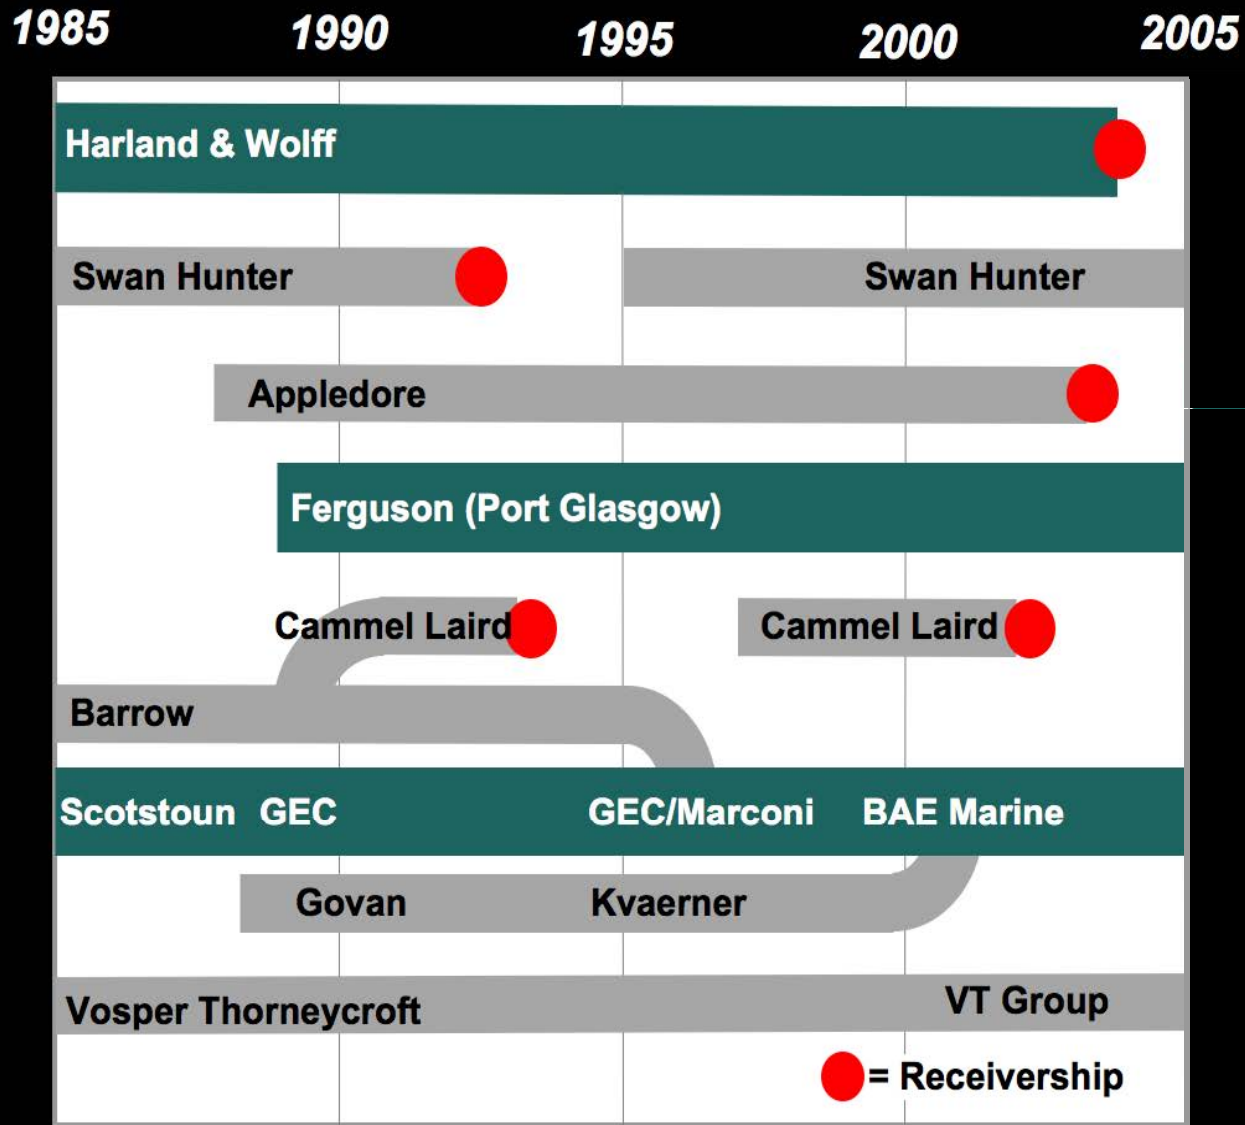 1985 1990 1995 2000 2005
Harland & Wolff
Swan Hunter Swan Hunter
Appledore
Ferguson (Port Glasgow)
Cammel Laird Cammel Laird
Barrow
Scotstoun GEC GEC/Marconi BAE Marine
Govan Kvaerner
Vosper Thorneycroft VT Group
= Receivership